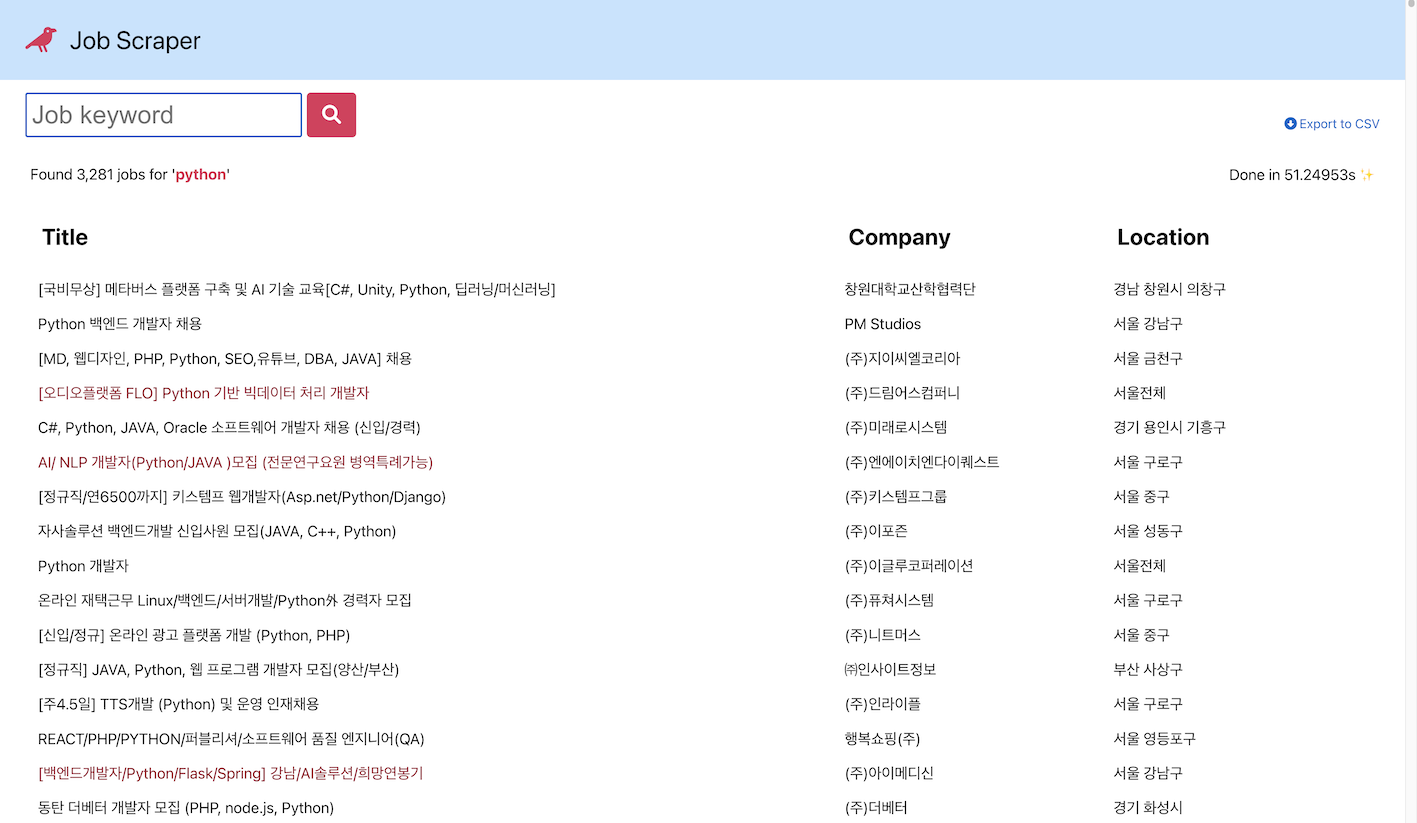 Job Scraper
Job keyword
Export to CSV
Found 3,281 jobs for 'python'
Done in 51.24953s ✨
Title Company Location
[국비무상] 메타버스 플랫폼 구축 및 AI 기술 교육[C#, Unity, Python, 딥러닝/머신러닝] 창원대학교산학협력단 경남 창원시 의창구
Python 백엔드 개발자 채용 PM Studios 서울 강남구
[MD, 웹디자인, PHP, Python, SEO,유튜브, DBA, JAVA] 채용 (주)지이씨엘코리아 서울 금천구
[오디오플랫폼 FLO] Python 기반 빅데이터 처리 개발자 (주)드림어스컴퍼니 서울전체
C#, Python, JAVA, Oracle 소프트웨어 개발자 채용 (신입/경력) (주)미래로시스템 경기 용인시 기흥구
AI/ NLP 개발자(Python/JAVA )모집 (전문연구요원 병역특례가능) (주)엔에이치엔다이퀘스트 서울 구로구
[정규직/연6500까지] 키스템프 웹개발자(Asp.net/Python/Django) (주)키스템프그룹 서울 중구
자사솔루션 백엔드개발 신입사원 모집(JAVA, C++, Python) (주)이포즌 서울 성동구
Python 개발자 (주)이글루코퍼레이션 서울전체
온라인 재택근무 Linux/백엔드/서버개발/Python外 경력자 모집 (주)퓨쳐시스템 서울 구로구
[신입/정규] 온라인 광고 플랫폼 개발 (Python, PHP) (주)니트머스 서울 중구
[정규직] JAVA, Python, 웹 프로그램 개발자 모집(양산/부산) ㈜인사이트정보 부산 사상구
[주4.5일] TTS개발 (Python) 및 운영 인재채용 (주)인라이플 서울 구로구
REACT/PHP/PYTHON/퍼블리셔/소프트웨어 품질 엔지니어(QA) 행복쇼핑(주) 서울 영등포구
[백엔드개발자/Python/Flask/Spring] 강남/AI솔루션/희망연봉기 (주)아이메디신 서울 강남구
동탄 더베터 개발자 모집 (PHP, node.js, Python) (주)더베터 경기 화성시